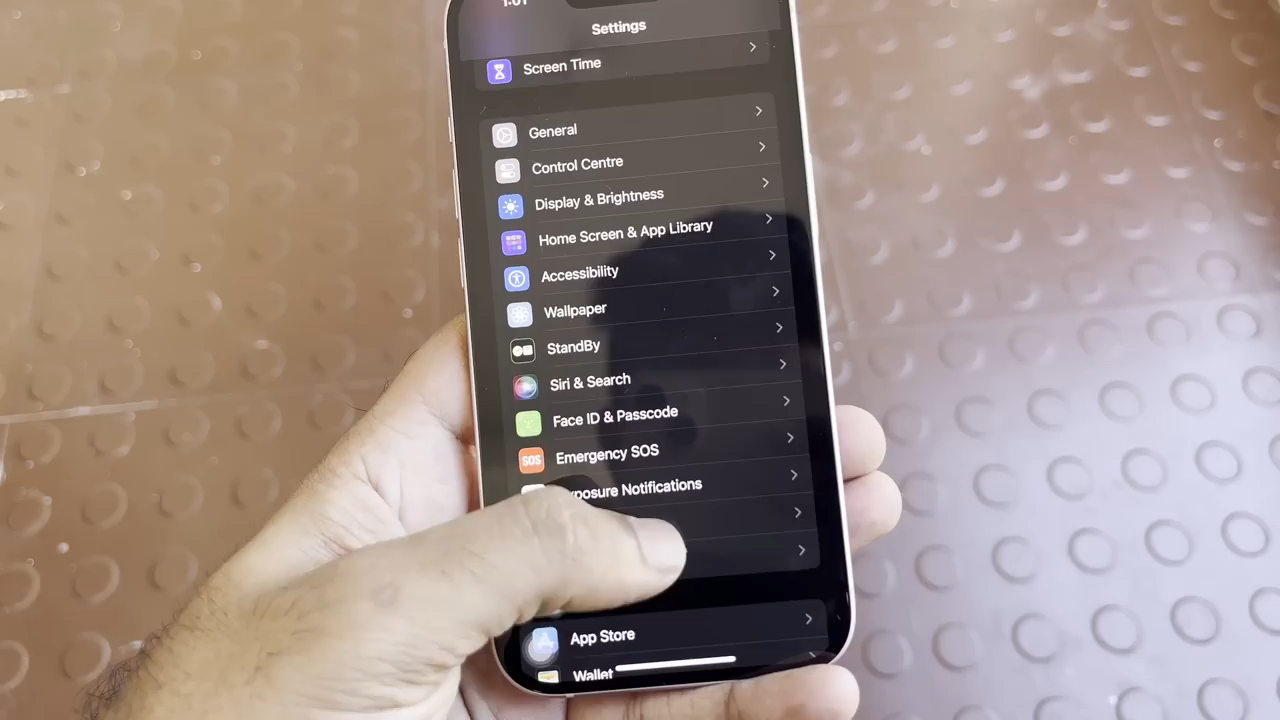 Settings
Screen Time
General
Control Centre
Display & Brightness
Home Screen & App Library
Accessibility
Wallpaper
StandBy
Siri & Search
Face ID & Passcode
SOS Emergency SOS
Notifications
App Store
Wallet